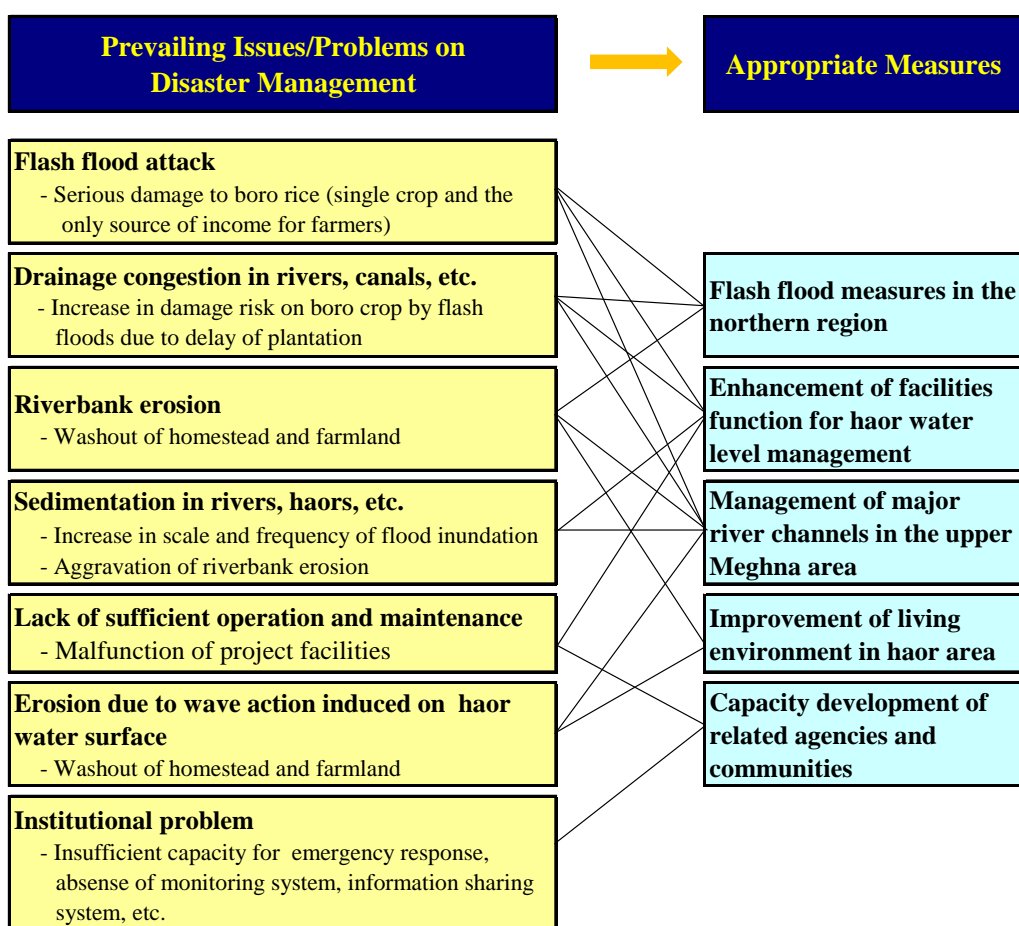 Prevailing Issues/Problems on
Disaster Management
Appropriate Measures
Flash flood attack
- Serious damage to boro rice (single crop and the
only source of income for farmers)
Drainage congestion in rivers, canals, etc.
- Increase in damage risk on boro crop by flash
floods due to delay of plantation
Riverbank erosion
- Washout of homestead and farmland
Sedimentation in rivers, haors, etc.
- Increase in scale and frequency of flood inundation
- Aggravation of riverbank erosion
Lack of sufficient operation and maintenance
- Malfunction of project facilities
Erosion due to wave action induced on haor
water surface
- Washout of homestead and farmland
Institutional problem
- Insufficient capacity for emergency response,
absense of monitoring system, information sharing
system, etc.
Flash flood measures in the
northern region
Enhancement of facilities
function for haor water
level management
Management of major
river channels in the upper
Meghna area
Improvement of living
environment in haor area
Capacity development of
related agencies and
communities